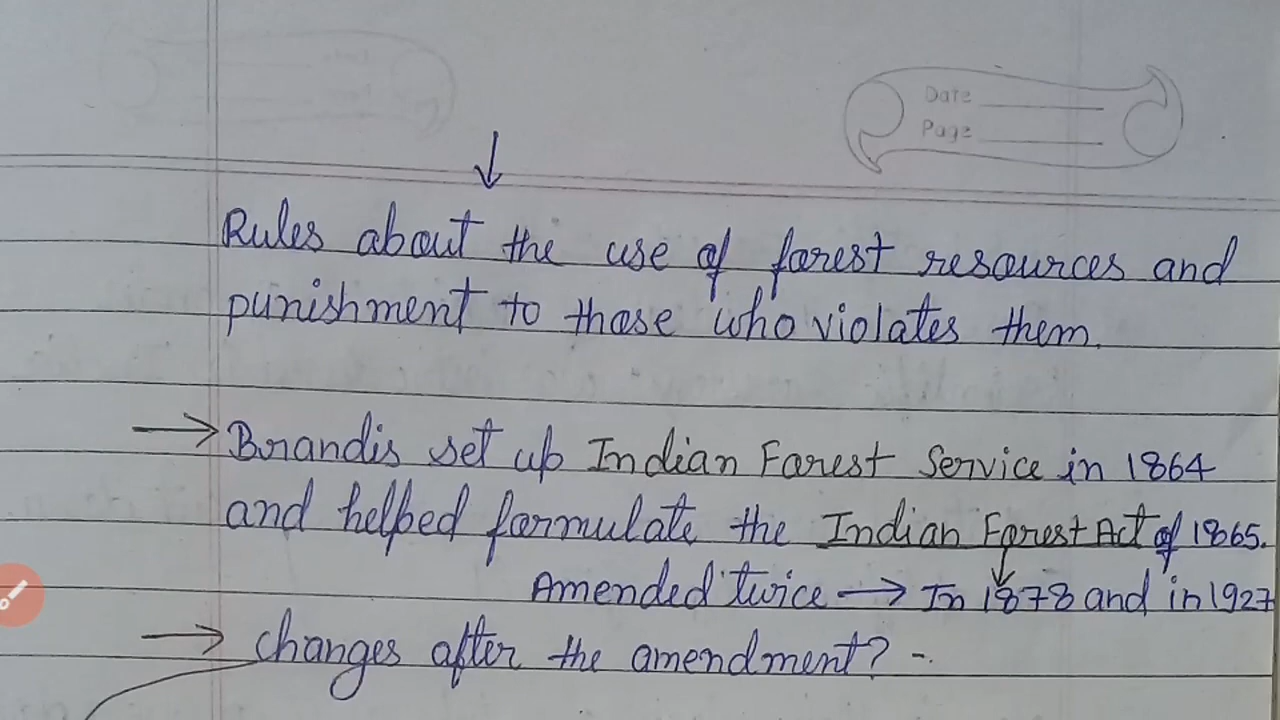 Date
Page
↓
Rules about the use of forest resources and
punishment to those who violates them.
→ Brandis set up Indian Forest Service in 1864
and helped formulate the Indian Forest Act of 1865.
↓
Amended twice → In 1878 and in 1927
→ Changes after the amendment? -.